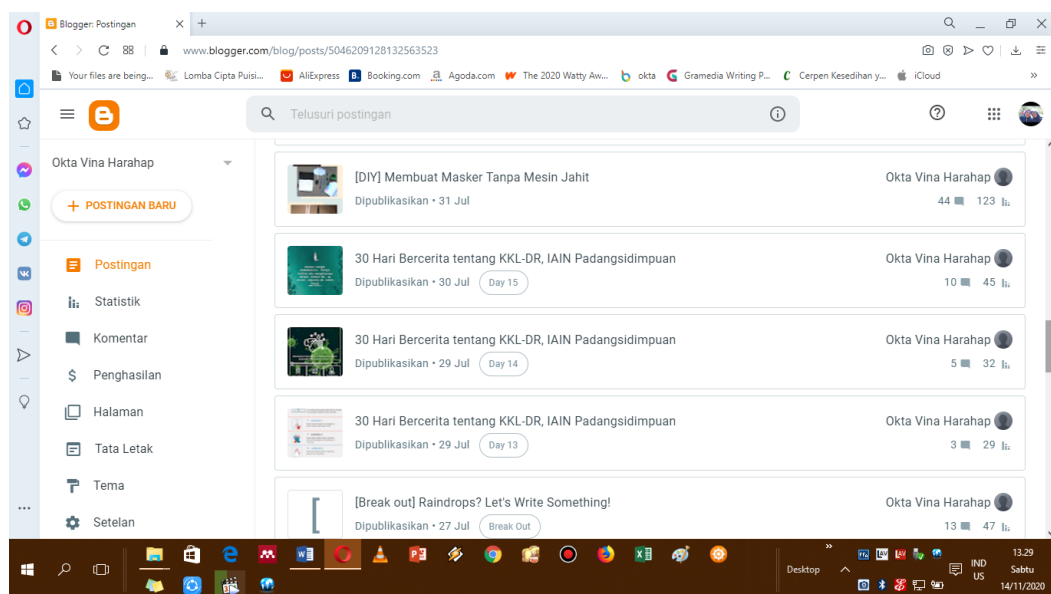 Blogger: Postingan
www.blogger.com/blog/posts/5046209128132563523
Your files are being...
Lomba Cipta Puisi...
AliExpress
Booking.com
Agoda.com
The 2020 Watty Aw...
okta
Gramedia Writing P...
Cerpen Kesedihan y...
iCloud
»
Telusuri postingan
Okta Vina Harahap
+ POSTINGAN BARU
Postingan
Statistik
Komentar
Penghasilan
Halaman
Tata Letak
Tema
Setelan
[DIY] Membuat Masker Tanpa Mesin Jahit
Okta Vina Harahap
Dipublikasikan • 31 Jul
44 123
30 Hari Bercerita tentang KKL-DR, IAIN Padangsidimpuan
Okta Vina Harahap
Dipublikasikan • 30 Jul Day 15
10 45
30 Hari Bercerita tentang KKL-DR, IAIN Padangsidimpuan
Okta Vina Harahap
Dipublikasikan • 29 Jul Day 14
5 32
30 Hari Bercerita tentang KKL-DR, IAIN Padangsidimpuan
Okta Vina Harahap
Dipublikasikan • 29 Jul Day 13
3 29
[
[Break out] Raindrops? Let's Write Something!
Okta Vina Harahap
Dipublikasikan • 27 Jul Break Out
13 47
Desktop
»
IND
US
13.29
Sabtu
14/11/2020